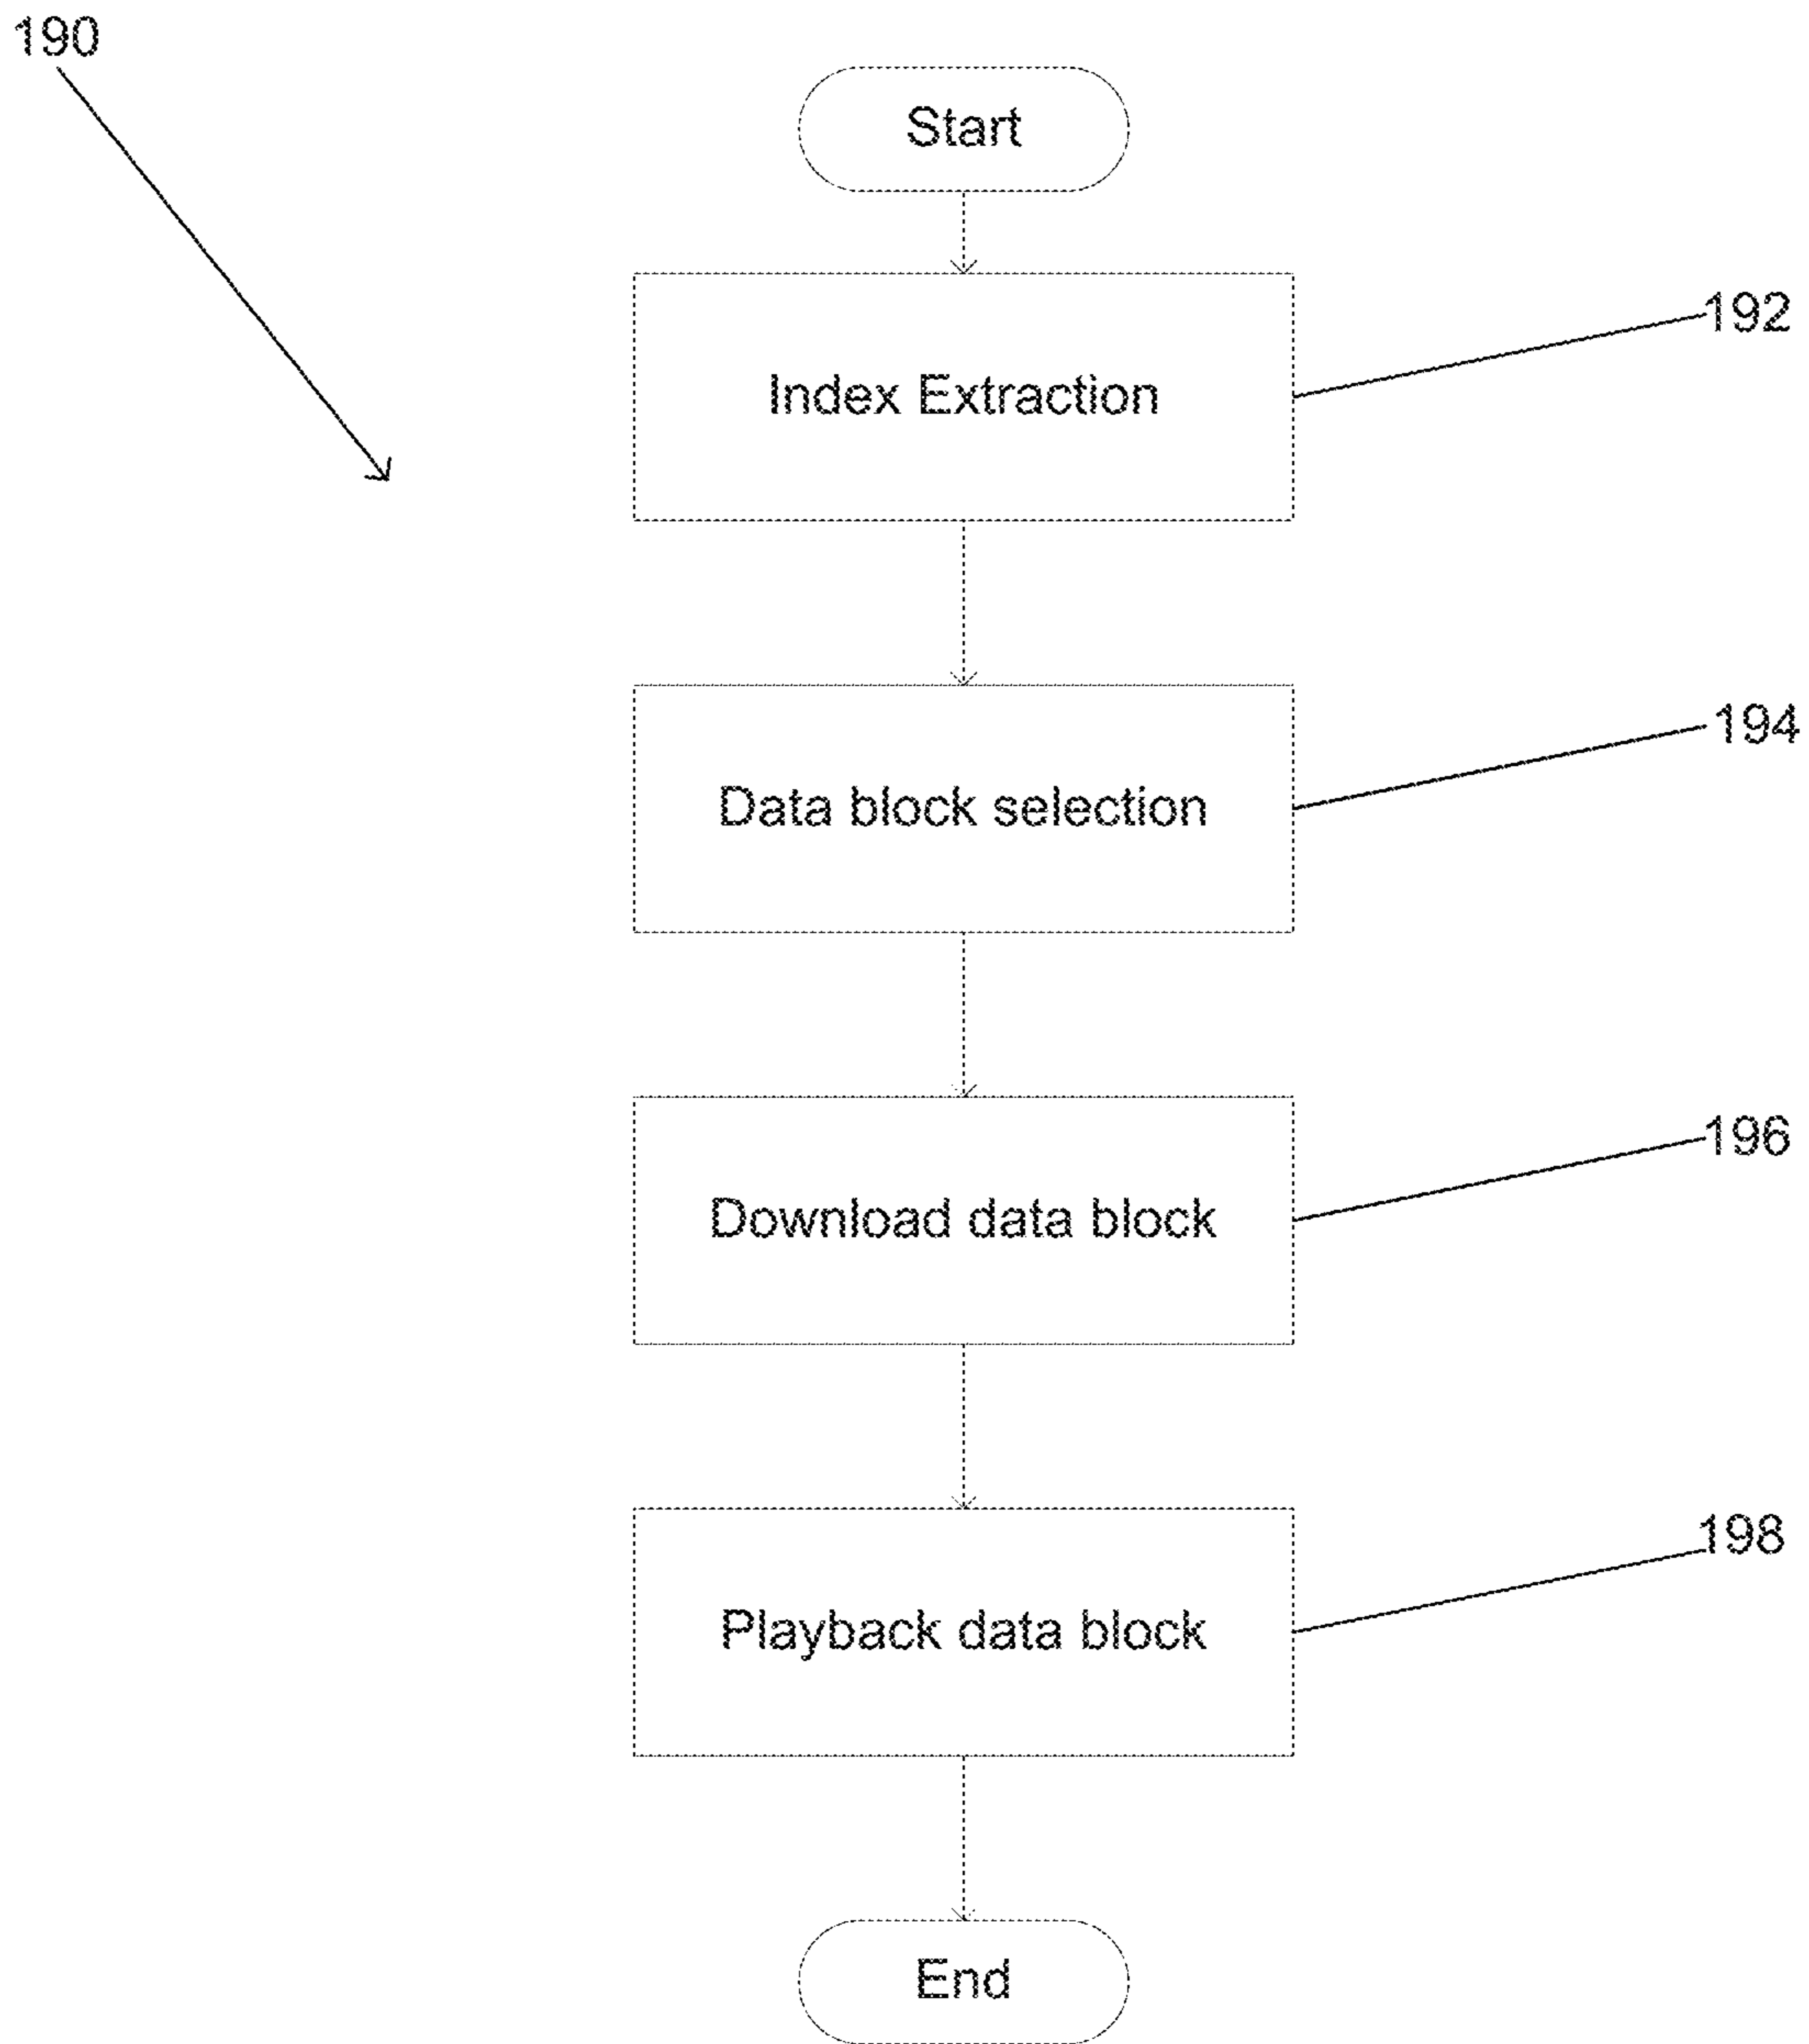 190
Start
Index Extraction
192
Data block selection
194
Download data block
196
Playback data block
198
End